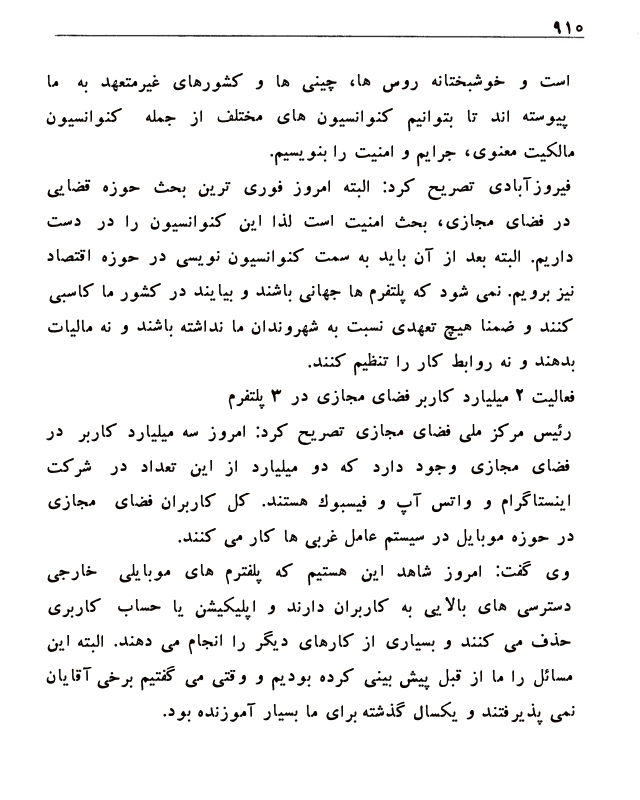 ۹۱۰
است و خوشبختانه روس ها، چینی ها و کشورهای غیرمتعهد به ما
پیوسته اند تا بتوانیم کنوانسیون های مختلف از جمله کنوانسیون
مالکیت معنوی، جرایم و امنیت را بنویسیم.
فیروزآبادی تصریح کرد: البته امروز فوری ترین بحث حوزه قضایی
در فضای مجازی، بحث امنیت است لذا این کنوانسیون را در دست
داریم. البته بعد از آن باید به سمت کنوانسیون نویسی در حوزه اقتصاد
نیز برویم. نمی شود که پلتفرم ها جهانی باشند و بیایند در کشور ما کاسبی
کنند و ضمنا هیچ تعهدی نسبت به شهروندان ما نداشته باشند و نه مالیات
بدهند و نه روابط کار را تنظیم کنند.
فعالیت ۲ میلیارد کاربر فضای مجازی در ۳ پلتفرم
رئیس مرکز ملی فضای مجازی تصریح کرد: امروز سه میلیارد کاربر در
فضای مجازی وجود دارد که دو میلیارد از این تعداد در شرکت
اینستاگرام و واتس آپ و فیسبوك هستند. کل کاربران فضای مجازی
در حوزه موبایل در سیستم عامل غربی ها کار می کنند.
وی گفت: امروز شاهد این هستیم که پلفترم های موبایلی خارجی
دسترسی های بالایی به کاربران دارند و اپلیکیشن یا حساب کاربری
حذف می کنند و بسیاری از کارهای دیگر را انجام می دهند. البته این
مسائل را ما از قبل پیش بینی کرده بودیم و وقتی می گفتیم برخی آقایان
نمی پذیرفتند و یکسال گذشته برای ما بسیار آموزنده بود.